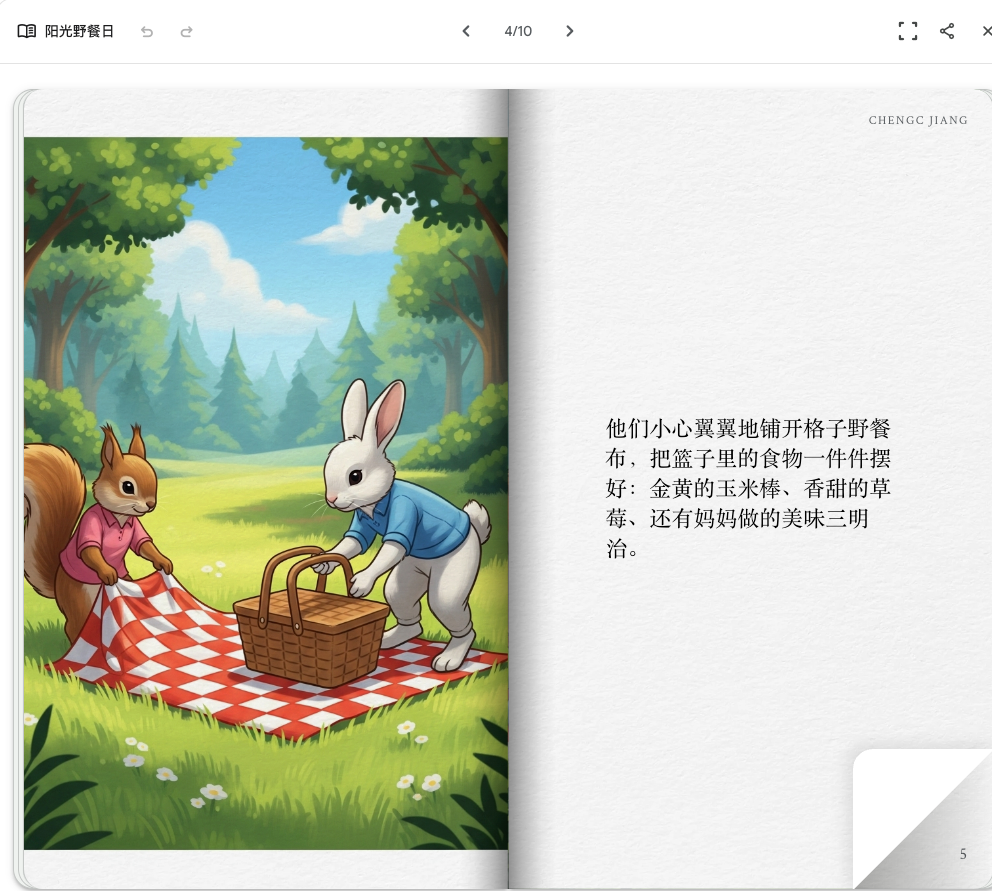 阳光野餐日
4/10
CHENGC JIANG
他们小心翼翼地铺开格子野餐
布，把篮子里的食物一件件摆
好：金黄的玉米棒、香甜的草
莓、还有妈妈做的美味三明
治。
5